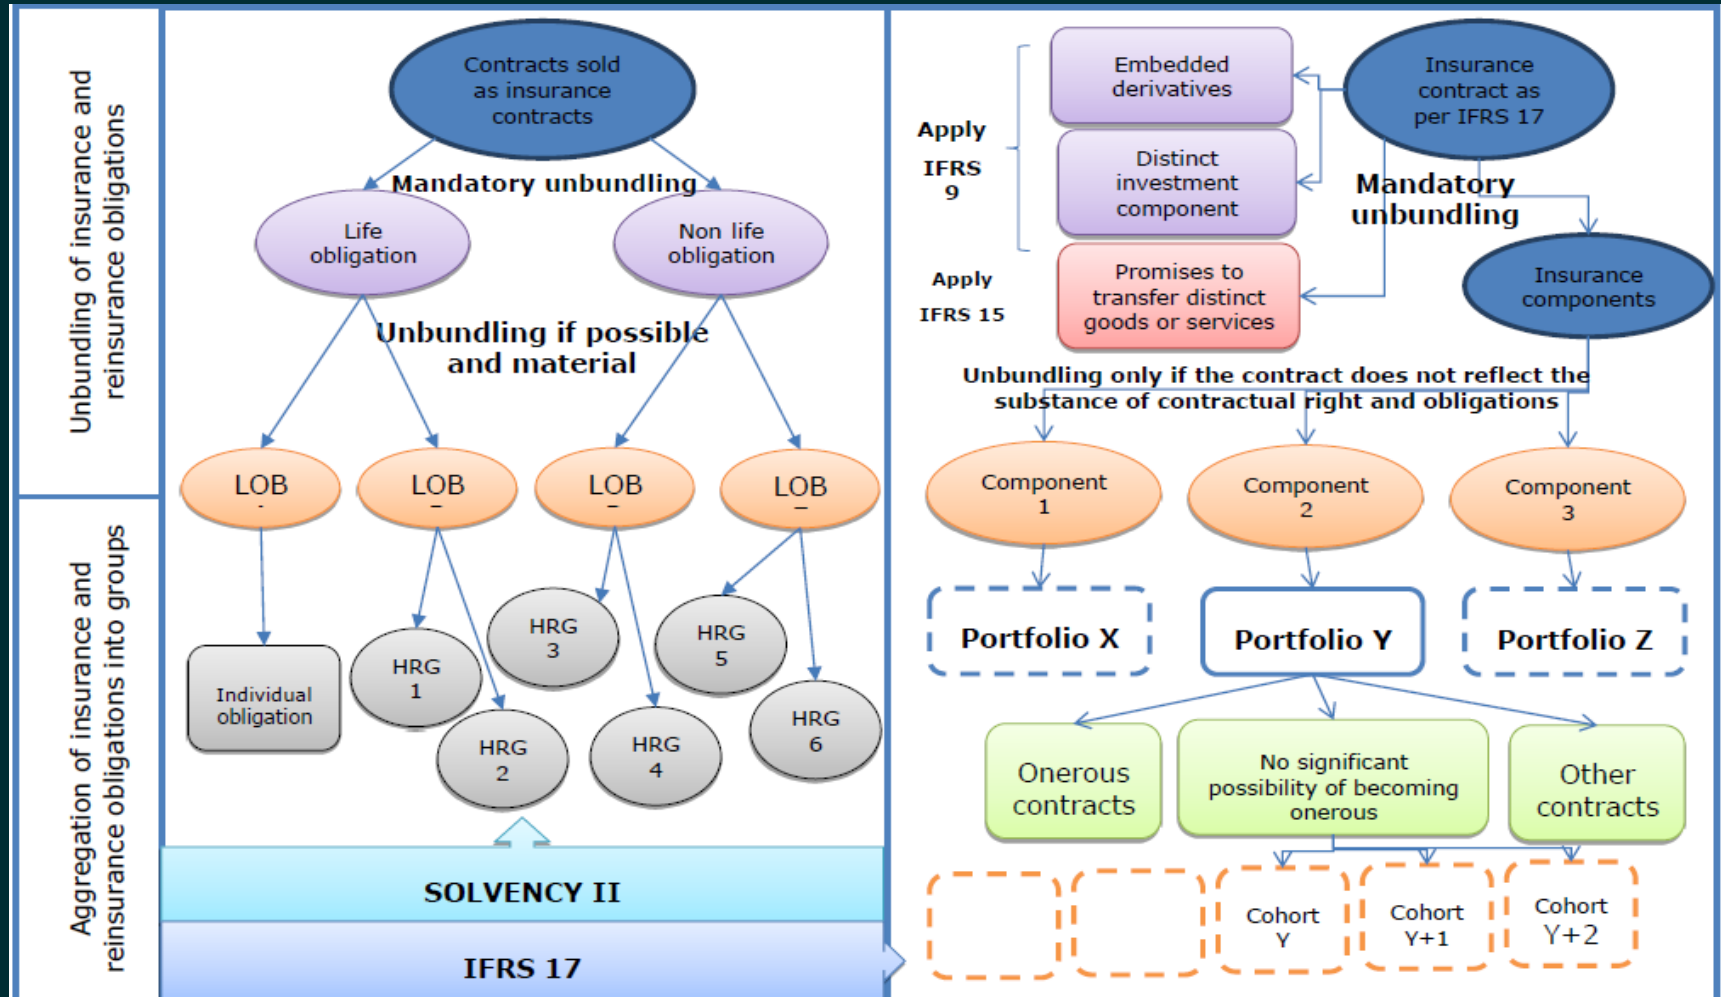 Unbundling of insurance and
reinsurance obligations
Aggregation of insurance and
reinsurance obligations into groups
Contracts sold
as insurance
contracts
Mandatory unbundling
Life
obligation
Non life
obligation
Unbundling if possible
and material
LOB
LOB
LOB
LOB
Individual
obligation
HRG
1
HRG
2
HRG
3
HRG
4
HRG
5
HRG
6
SOLVENCY II
IFRS 17
Apply
IFRS
9
Embedded
derivatives
Distinct
investment
component
Apply
IFRS 15
Promises to
transfer distinct
goods or services
Insurance
contract as
per IFRS 17
Mandatory
unbundling
Insurance
components
Unbundling only if the contract does not reflect the
substance of contractual right and obligations
Component
1
Component
2
Component
3
Portfolio X
Portfolio Y
Portfolio Z
Onerous
contracts
No significant
possibility of becoming
onerous
Other
contracts
Cohort
Y
Cohort
Y+1
Cohort
Y+2